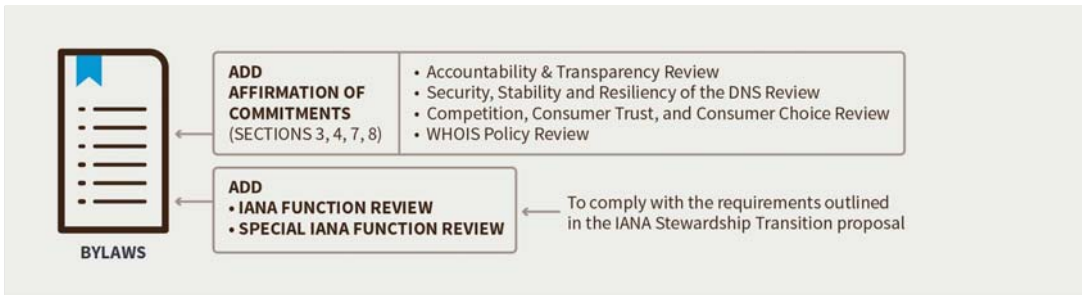 ADD
AFFIRMATION OF
COMMITMENTS
(SECTIONS 3, 4, 7, 8)
• Accountability & Transparency Review
• Security, Stability and Resiliency of the DNS Review
• Competition, Consumer Trust, and Consumer Choice Review
• WHOIS Policy Review
ADD
• IANA FUNCTION REVIEW
• SPECIAL IANA FUNCTION REVIEW
To comply with the requirements outlined
in the IANA Stewardship Transition proposal
BYLAWS